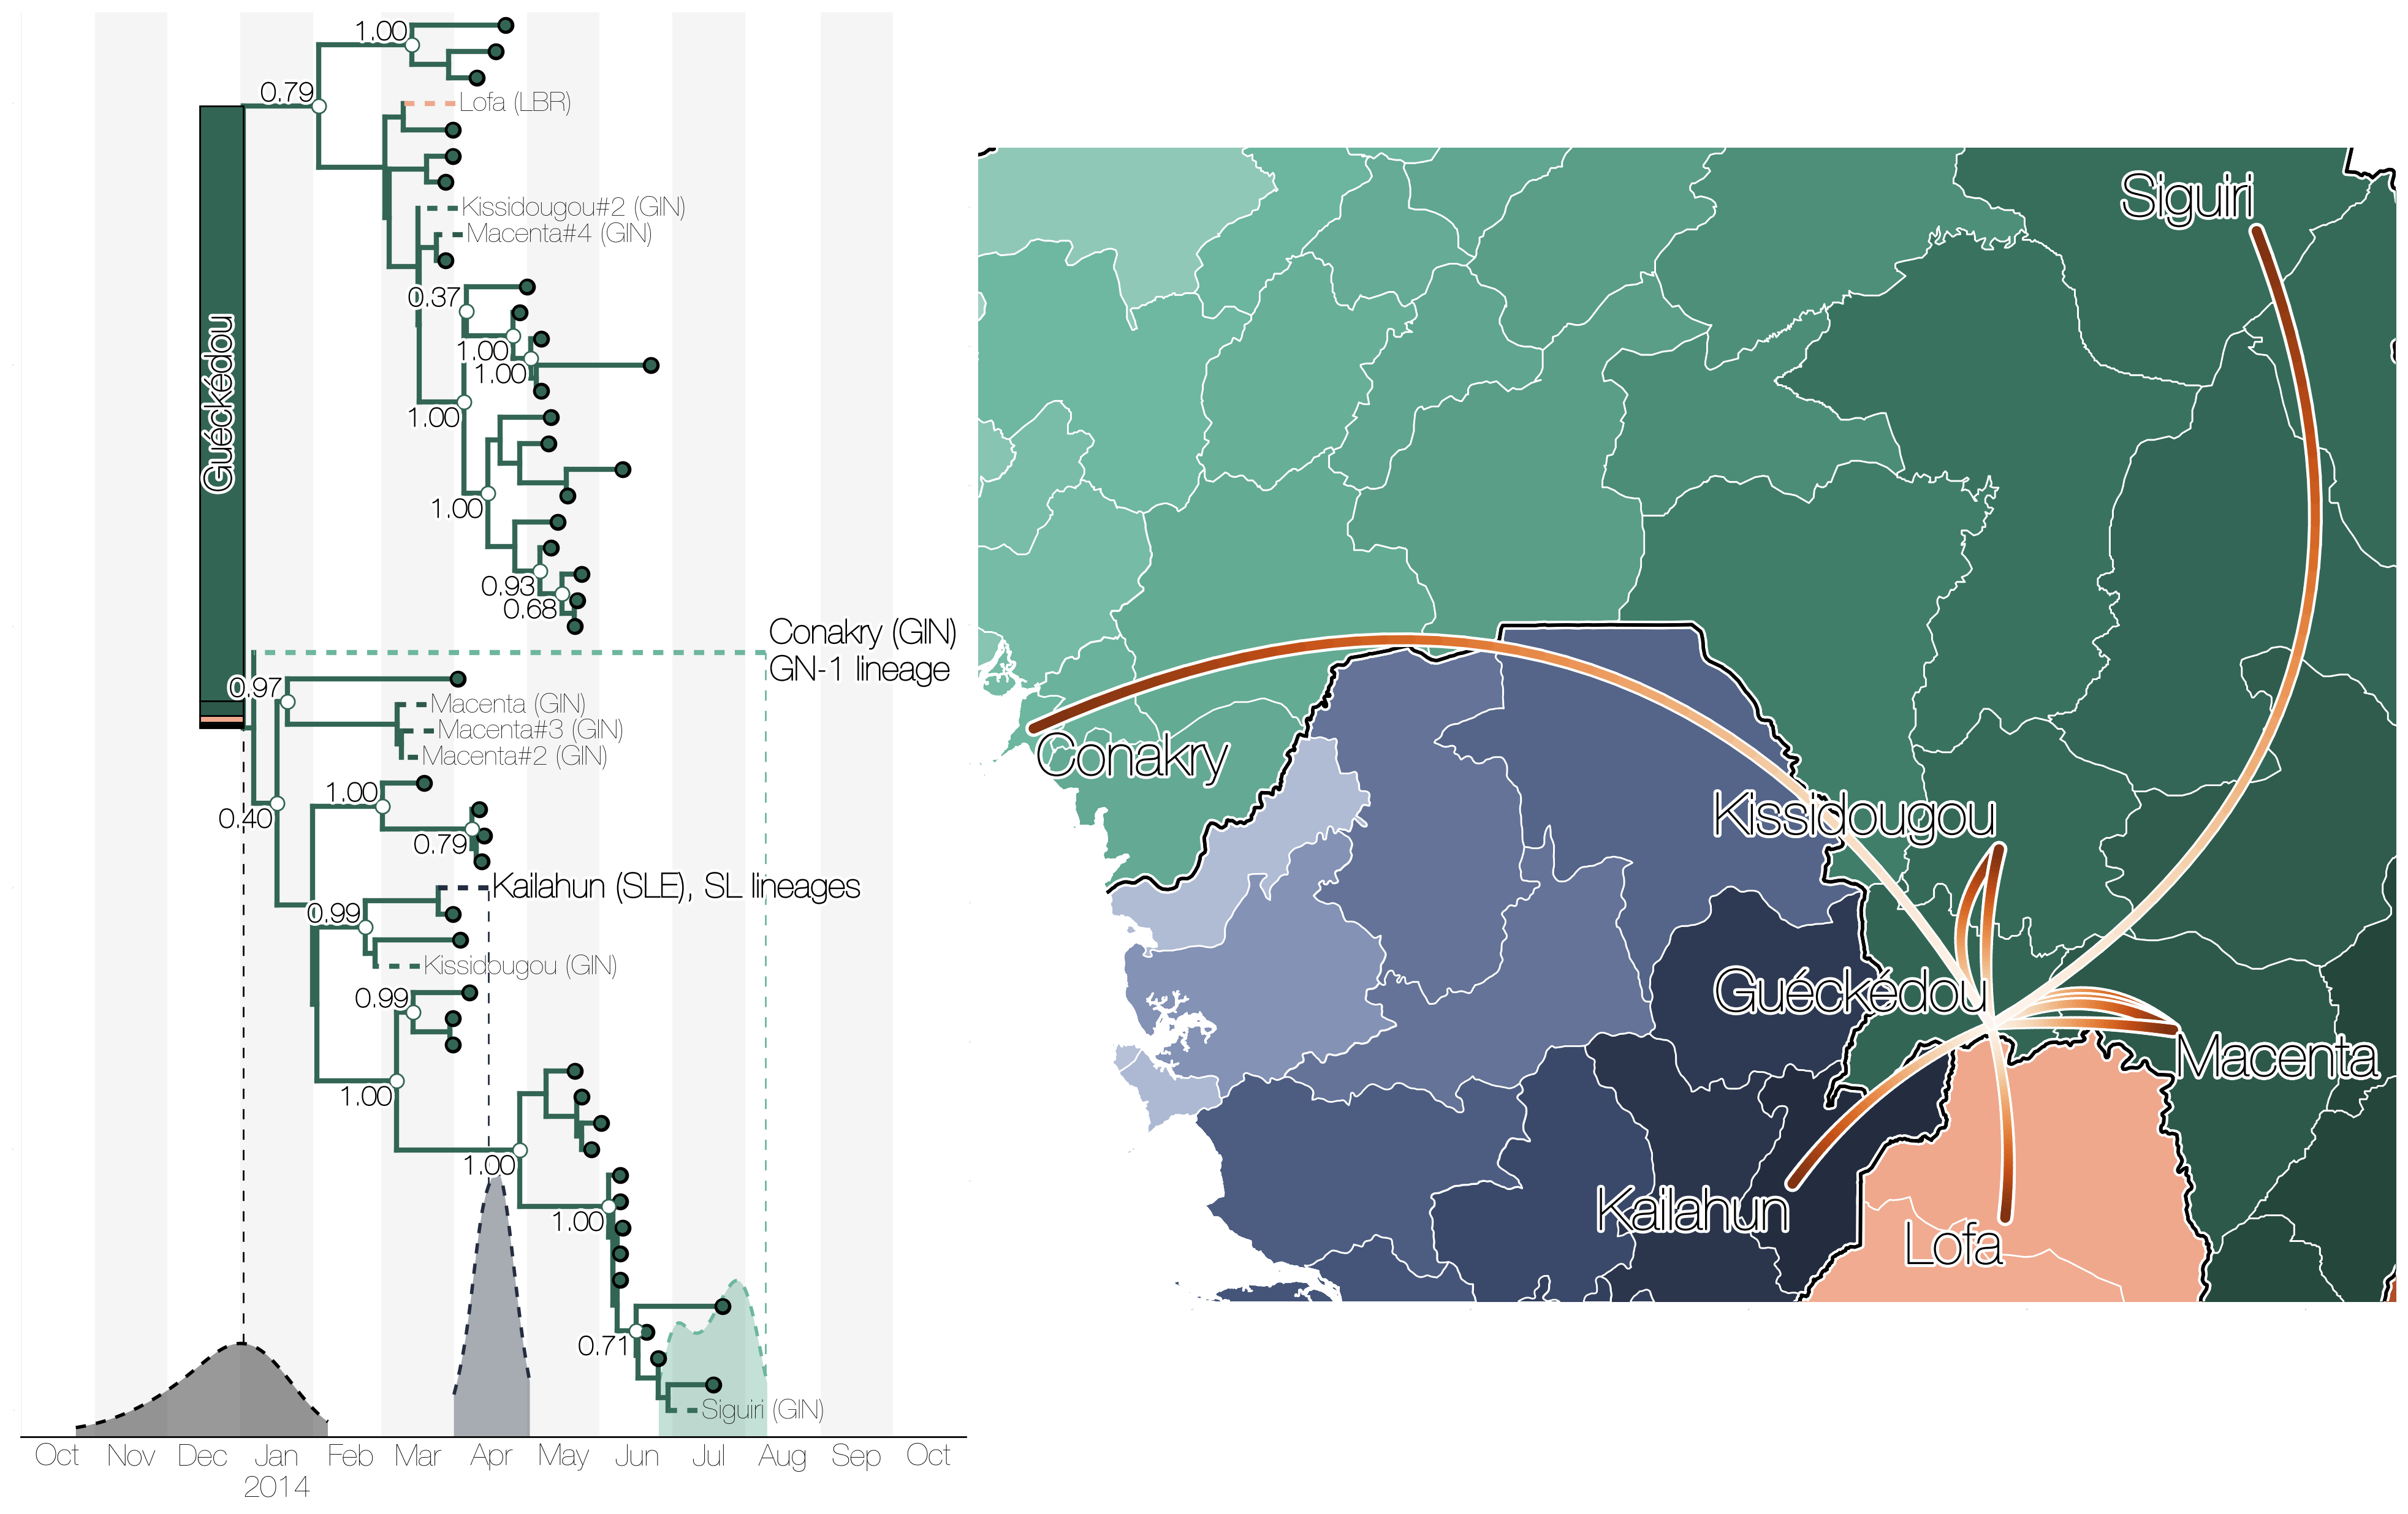 1.00
0.79
Lofa (LBR)
Kissidougou#2 (GIN)
Macenta#4 (GIN)
0.37
1.00
1.00
1.00
1.00
0.93
0.68
Guéckédou
Conakry (GIN)
GN-1 lineage
0.97
Macenta (GIN)
Macenta#3 (GIN)
Macenta#2 (GIN)
1.00
0.40
0.79
Kailahun (SLE), SL lineages
0.99
Kissidougou (GIN)
0.99
1.00
1.00
1.00
0.71
Siguiri (GIN)
Oct Nov Dec Jan Feb Mar Apr May Jun Jul Aug Sep Oct
2014
Siguiri
Conakry
Kissidougou
Guéckédou
Macenta
Kailahun
Lofa